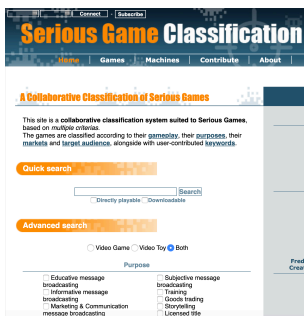 Connect - Subscribe
Serious Game Classification
Home | Games | Machines | Contribute | About |
A Collaborative Classification of Serious Games
This site is a collaborative classification system suited to Serious Games,
based on multiple criterias.
The games are classified according to their gameplay, their purposes, their
markets and target audience, alongside with user-contributed keywords.
Quick search
Search
Directly playable Downloadable
Advanced search
Video Game Video Toy Both
Purpose
Educative message
broadcasting
Informative message
broadcasting
Marketing & Communication
message broadcasting
Subjective message
broadcasting
Training
Goods trading
Storytelling
Licensed title
Fred
Creat